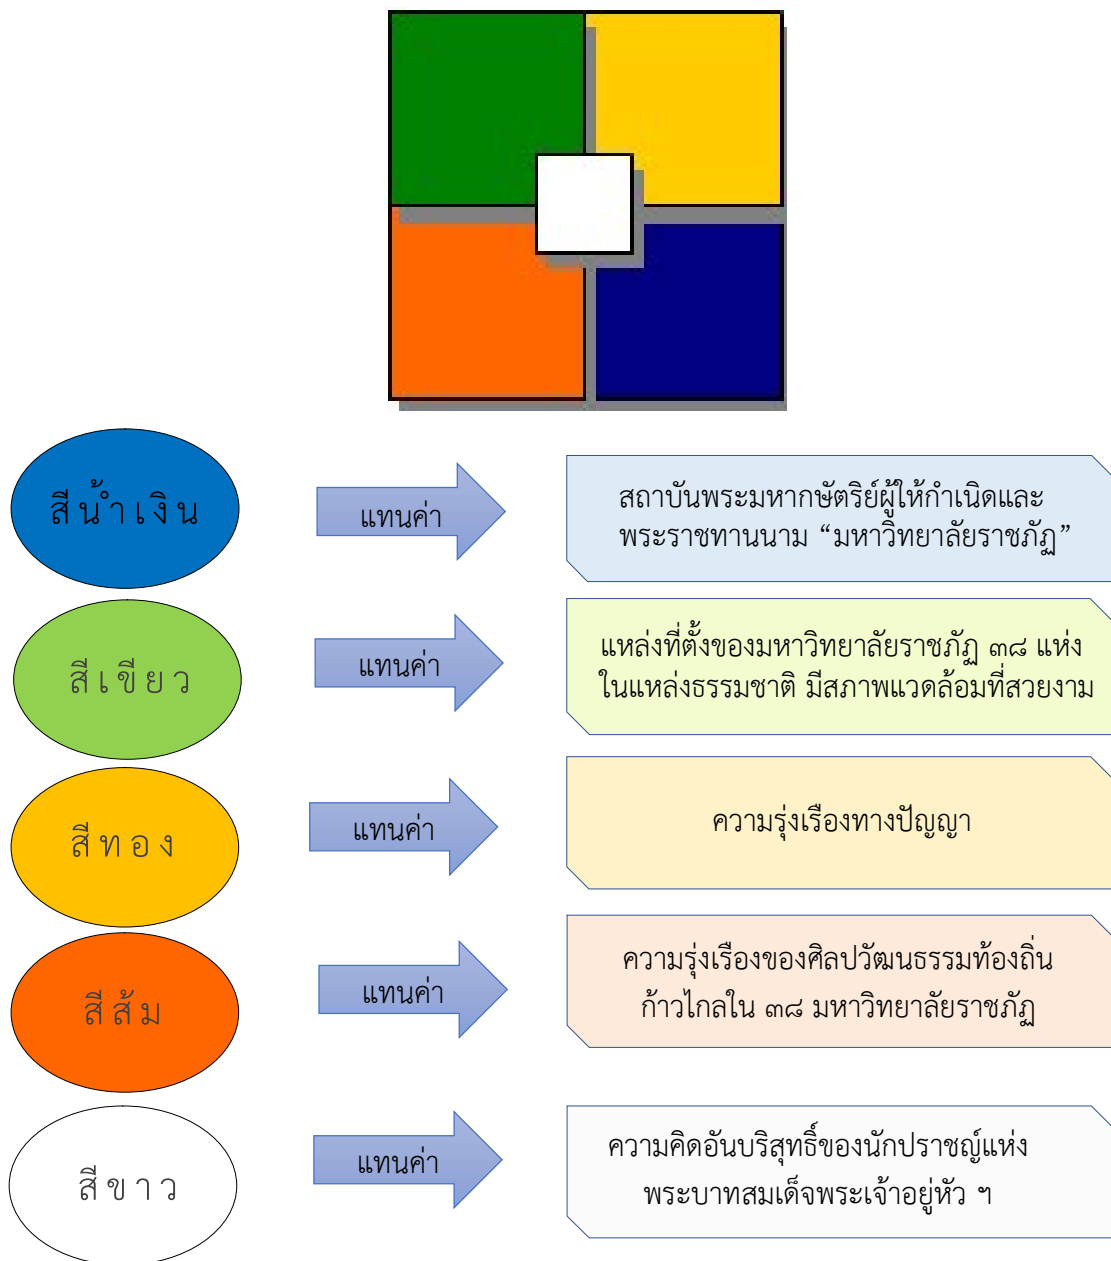 สีน้ำเงิน
แทนค่า
สถาบันพระมหากษัตริย์ผู้ให้กำเนิดและ
พระราชทานนาม “มหาวิทยาลัยราชภัฏ”
สีเขียว
แทนค่า
แหล่งที่ตั้งของมหาวิทยาลัยราชภัฏ ๓๘ แห่ง
ในแหล่งธรรมชาติ มีสภาพแวดล้อมที่สวยงาม
สีทอง
แทนค่า
ความรุ่งเรืองทางปัญญา
สีส้ม
แทนค่า
ความรุ่งเรืองของศิลปวัฒนธรรมท้องถิ่น
ก้าวไกลใน ๓๘ มหาวิทยาลัยราชภัฏ
สีขาว
แทนค่า
ความคิดอันบริสุทธิ์ของนักปราชญ์แห่ง
พระบาทสมเด็จพระเจ้าอยู่หัว ฯ